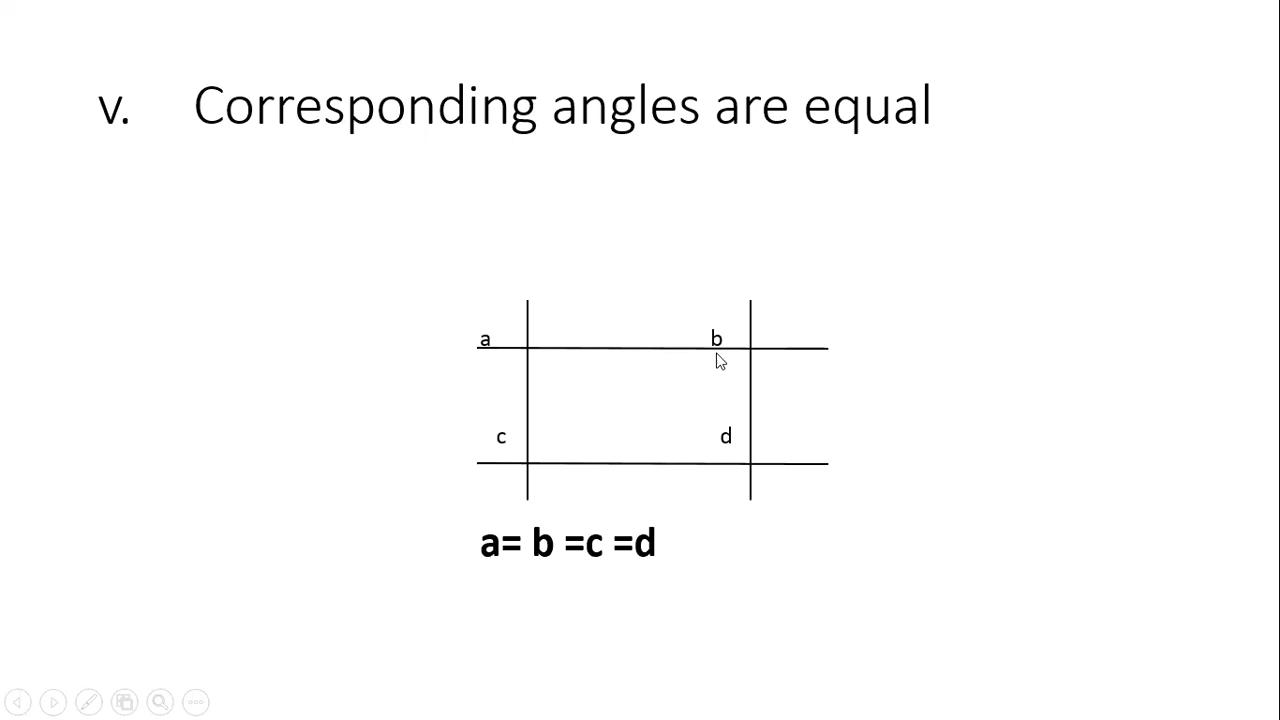 v. Corresponding angles are equal
a b
c d
a= b =c =d